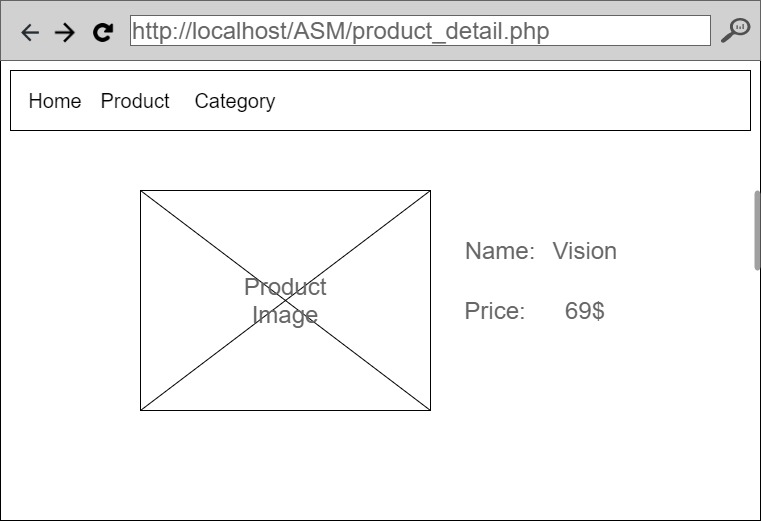 http://localhost/ASM/product_detail.php
Home Product Category
Product
Image
Name: Vision
Price: 69$